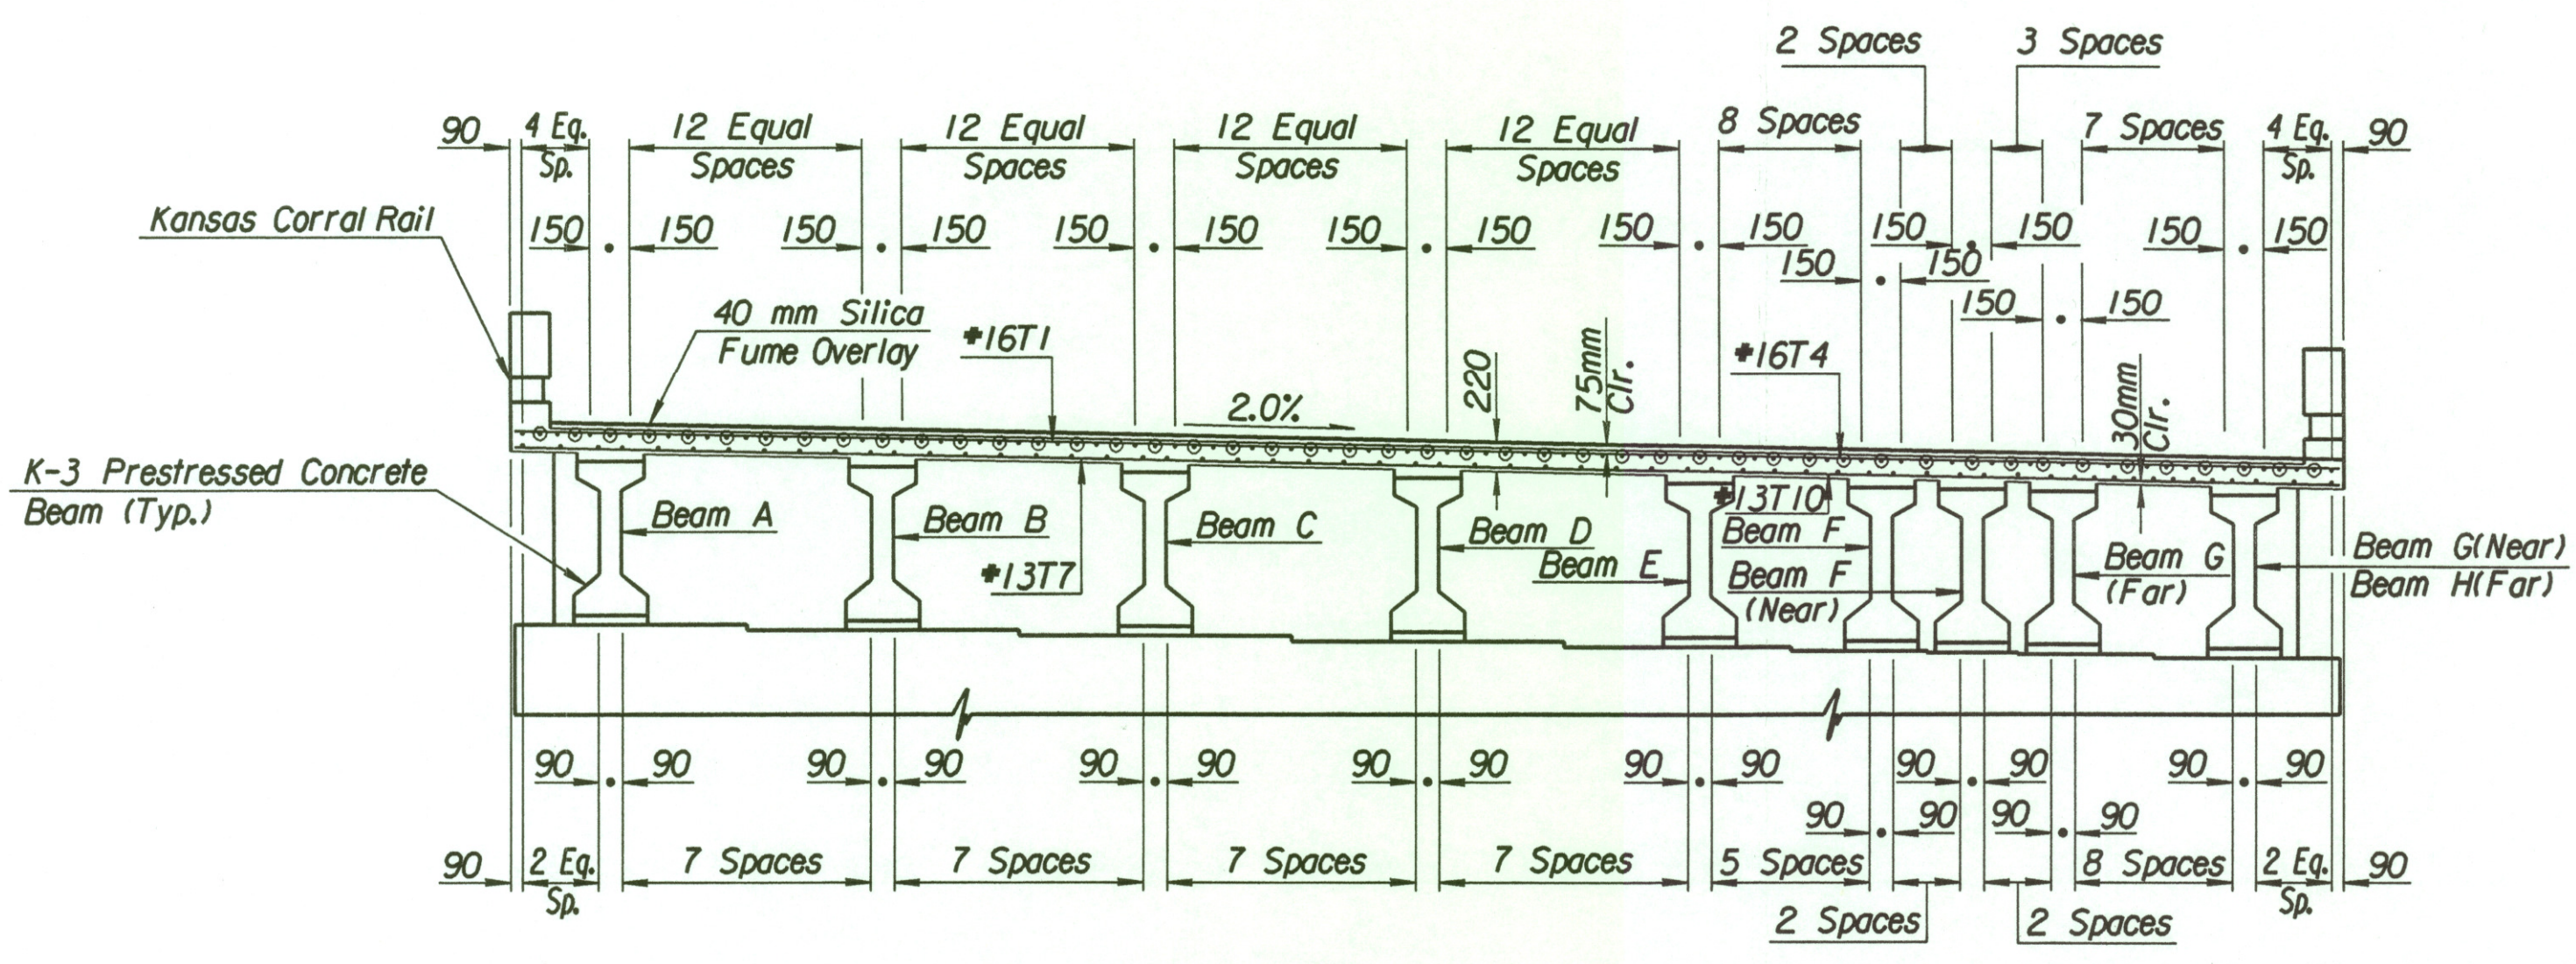 2 Spaces
3 Spaces
90
4 Eq.
Sp.
12 Equal
Spaces
12 Equal
Spaces
12 Equal
Spaces
12 Equal
Spaces
8 Spaces
7 Spaces
4 Eq.
Sp.
90
Kansas Corral Rail
150 150
150 150
150 150
150 150
150 150
150 150
150 150
150 150
150 150
40 mm Silica
Fume Overlay
#16T1
2.0%
220
75mm
Clr.
#16T4
30mm
Clr.
K-3 Prestressed Concrete
Beam (Typ.)
Beam A
Beam B
#13T7
Beam C
Beam D
Beam E
#13T10
Beam F
Beam F
(Near)
Beam G
(Far)
Beam G(Near)
Beam H(Far)
90 90
90 90
90 90
90 90
90 90
90 90
90 90
90 90
90 90
90
2 Eq.
Sp.
7 Spaces
7 Spaces
7 Spaces
7 Spaces
5 Spaces
8 Spaces
2 Eq.
Sp.
90
2 Spaces
2 Spaces